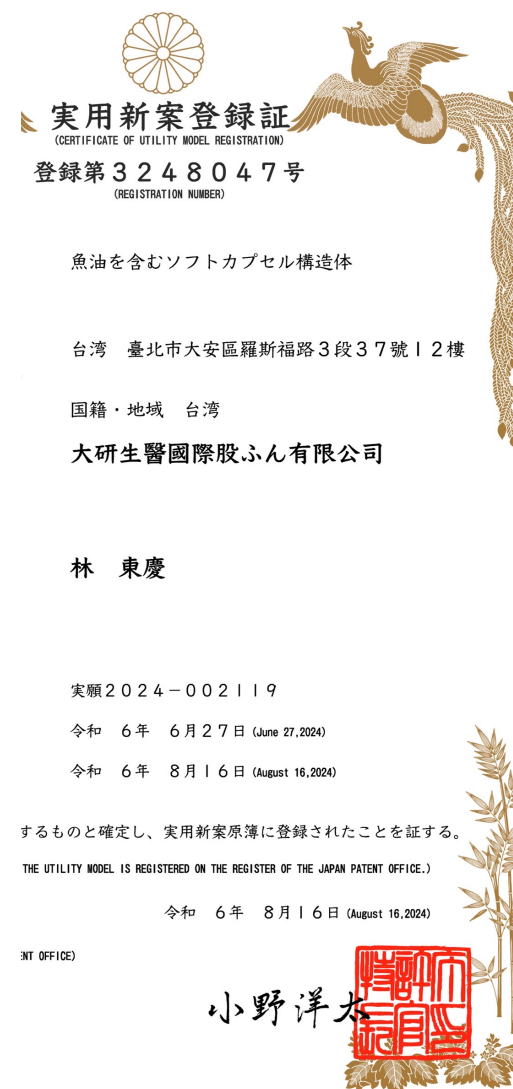 実用新案登録証
(CERTIFICATE OF UTILITY MODEL REGISTRATION)
登録第3248047号
(REGISTRATION NUMBER)
魚油を含むソフトカプセル構造体
台湾 臺北市大安區羅斯福路3段37號12樓
国籍・地域 台湾
大研生醫國際股ふん有限公司
林 東慶
実願2024-002119
令和 6年 6月27日(June 27,2024)
令和 6年 8月16日(August 16,2024)
するものと確定し、実用新案原簿に登録されたことを証する。
THE UTILITY MODEL IS REGISTERED ON THE REGISTER OF THE JAPAN PATENT OFFICE.)
令和 6年 8月16日(August 16,2024)
ENT OFFICE)
小野洋太
特許庁長官之印